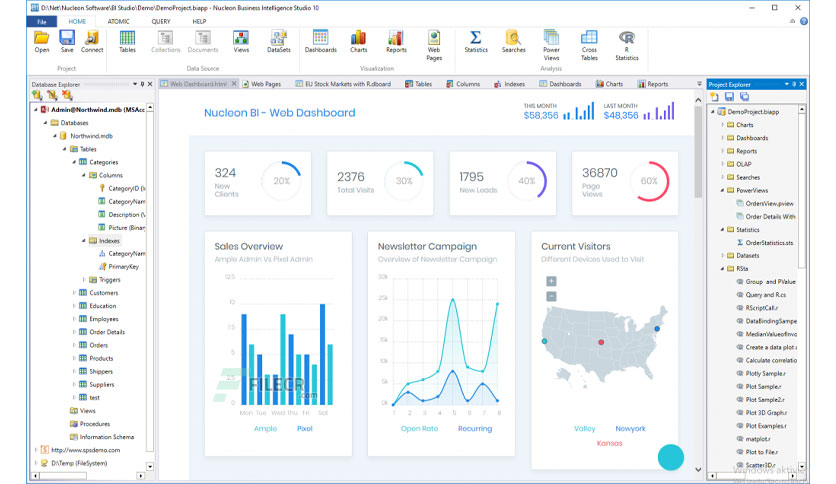 D:\Net\Nucleon Software\BI Studio\Demo\DemoProject.biapp - Nucleon Business Intelligence Studio 10
File HOME ATOMIC QUERY HELP
Open Save Connect Tables Collections Documents Views DataSets Dashboards Charts Reports Web Pages Statistics Searches Power Views Cross Tables R Statistics
Project Data Source Visualization Analysis
Database Explorer
Admin@Northwind.mdb (MSAcc
Databases
Northwind.mdb
Tables
Categories
Columns
CategoryID (
CategoryNam
Description (
Picture (Binar
Indexes
CategoryNam
PrimaryKey
Triggers
Customers
Education
Employees
Order Details
Orders
Products
Shippers
Suppliers
test
Views
Procedures
Information Schema
http://www.spsdemo.com
D:\Temp (FileSystem)
Web Dashboard.html Web Pages EU Stock Markets with R.dboard Tables Columns Indexes Dashboards Charts Reports
Nucleon BI - Web Dashboard
THIS MONTH
$58,356
LAST MONTH
$48,356
324
New
Clients
20%
2376
Total Visits
30%
1795
New Leads
40%
36870
Page
Views
60%
Sales Overview
Ample Admin Vs Pixel Admin
12.5
10
7.5
5
2.5
0
Mon Tue Wed Thu Fri Sat
Ample Pixel
FILECR
.com
Newsletter Campaign
Overview of Newsletter Campaign
30k
25k
20k
15k
10k
5k
0k
1 2 3 4 5 6 7 8
Open Rate Recurring
Current Visitors
Different Devices Used to Visit
+
−
Valley Newyork
Kansas
Project Explorer
DemoProject.biapp
Charts
Dashboards
Reports
OLAP
Searches
PowerViews
OrdersView.pview
Order Details With
Statistics
OrderStatistics.sts
Datasets
RSta
Group and PValue
Query and R.cs
RScriptCall.r
DataBindingSampe
MedianValueofInvo
Create a data plot
Calculate correlatio
Plotly Sample.r
Plot Sample.r
Plot Sample2.r
Plot 3D Graph.r
Plot Examples.r
matplot.r
Plot to File.r
Scatter3D.r